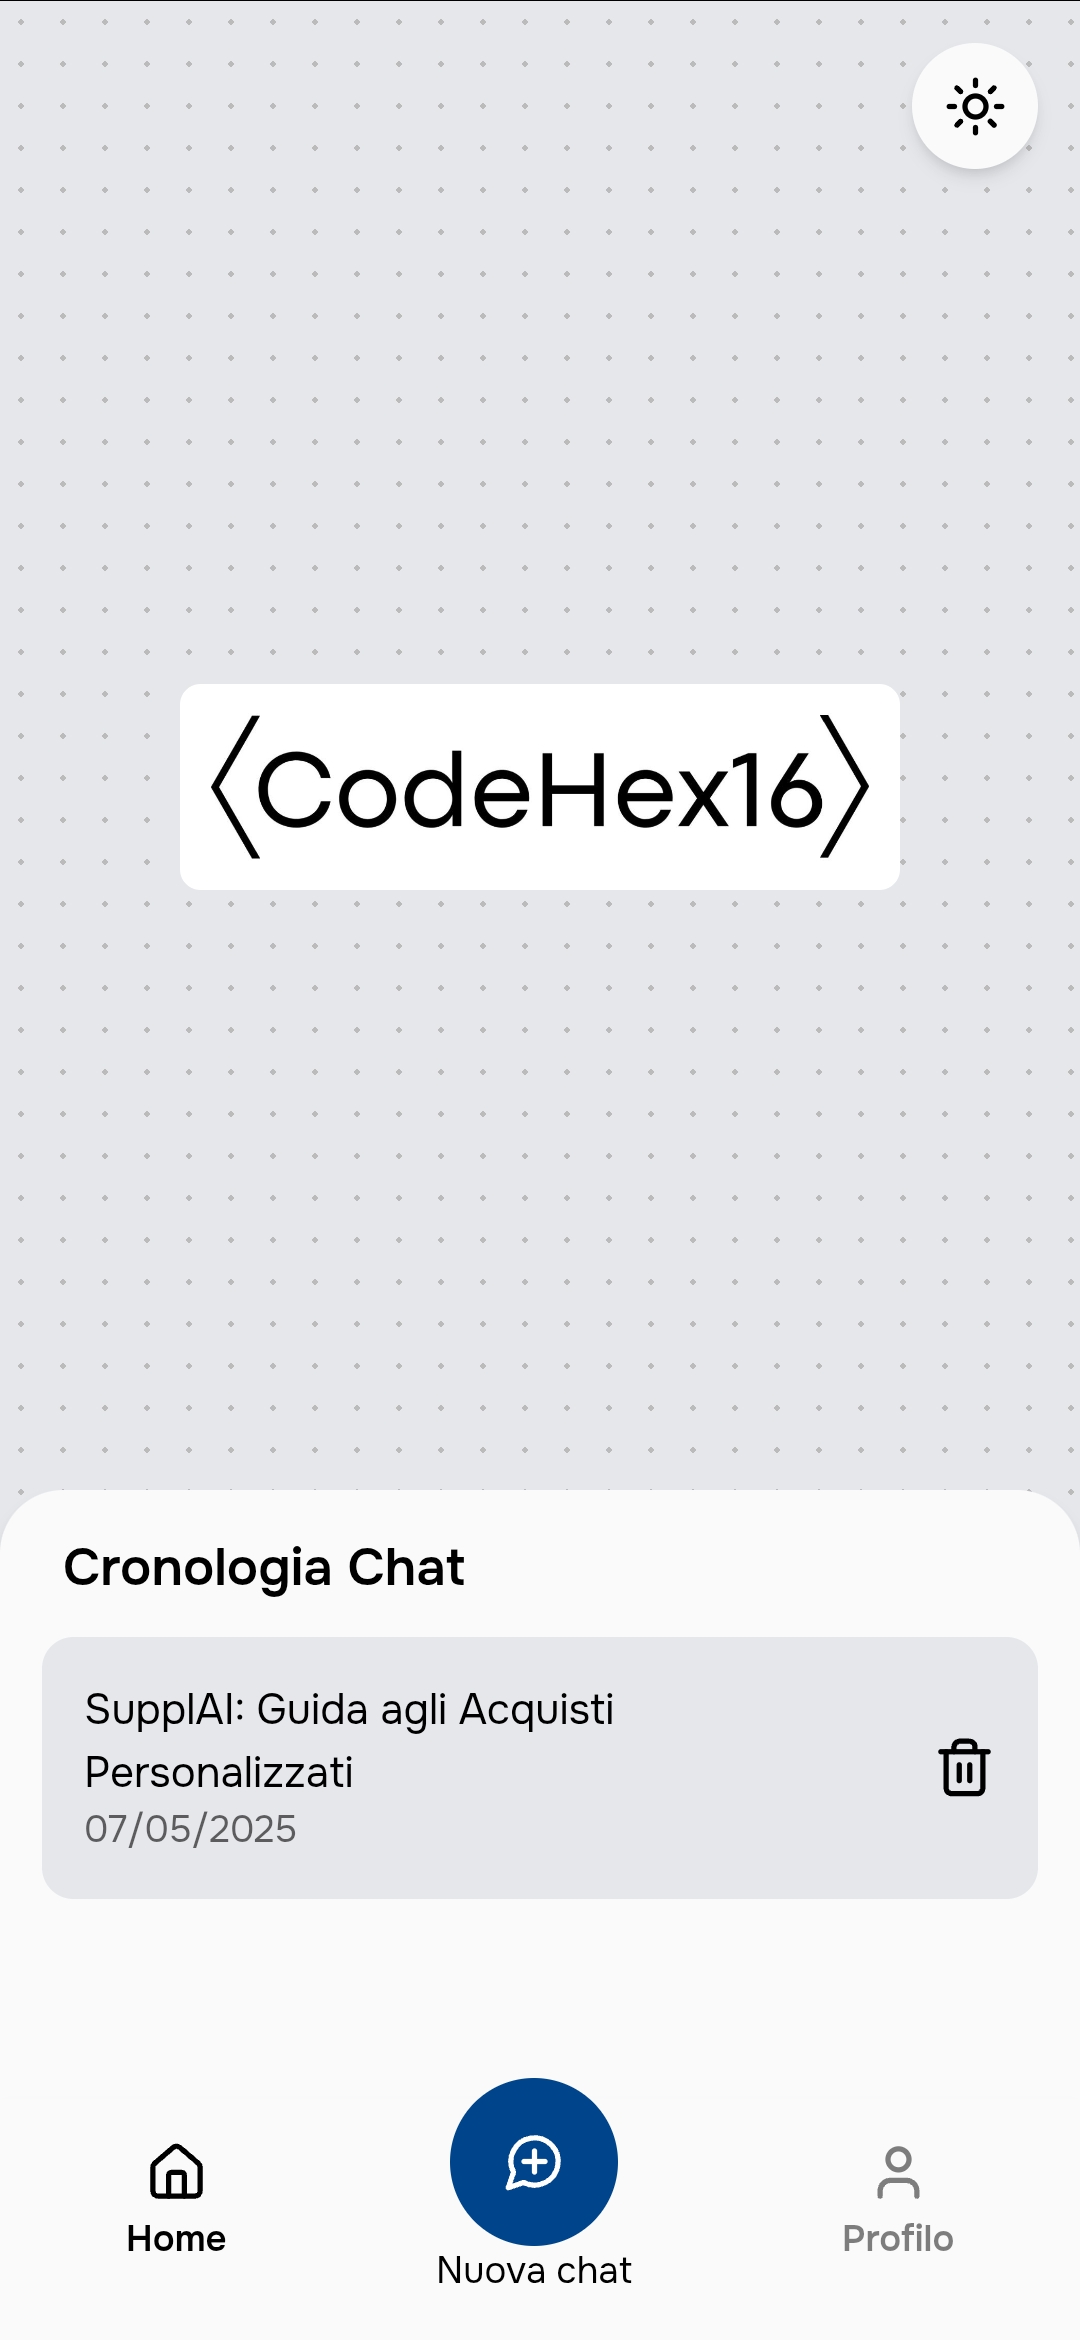 〈CodeHex16〉
Cronologia Chat
SupplAI: Guida agli Acquisti
Personalizzati
07/05/2025
Home
Nuova chat
Profilo